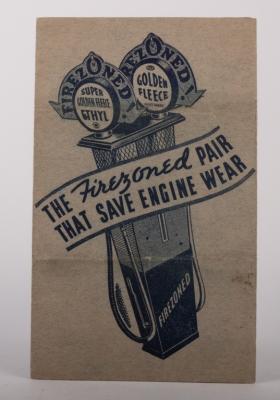 FIREZONED
FIREZONED
SUPER
GOLDEN FLEECE
ETHYL
GOLDEN
FLEECE
THE Firezoned PAIR
THAT SAVE ENGINE WEAR
FIREZONED